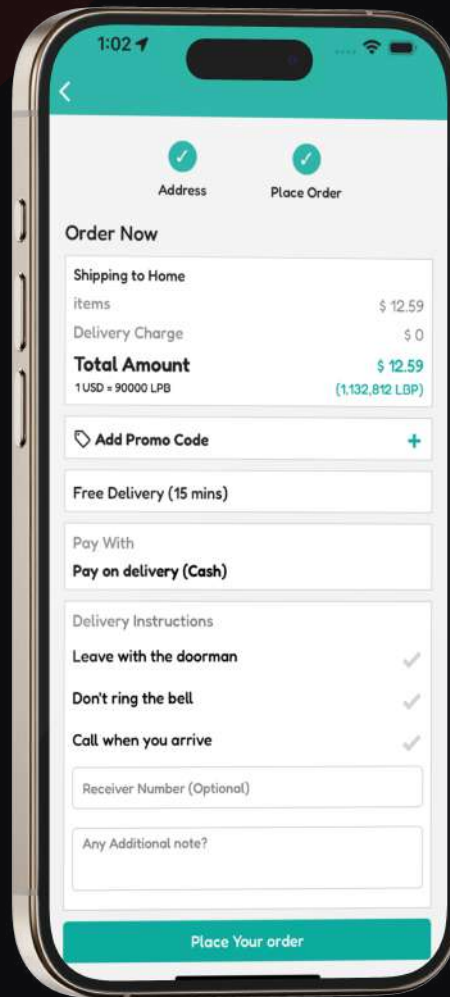 1:02
Address
Place Order
Order Now
Shipping to Home
items $ 12.59
Delivery Charge $ 0
Total Amount $ 12.59
1 USD = 90000 LPB (1,132,812 LBP)
Add Promo Code +
Free Delivery (15 mins)
Pay With
Pay on delivery (Cash)
Delivery Instructions
Leave with the doorman
Don't ring the bell
Call when you arrive
Receiver Number (Optional)
Any Additional note?
Place Your order